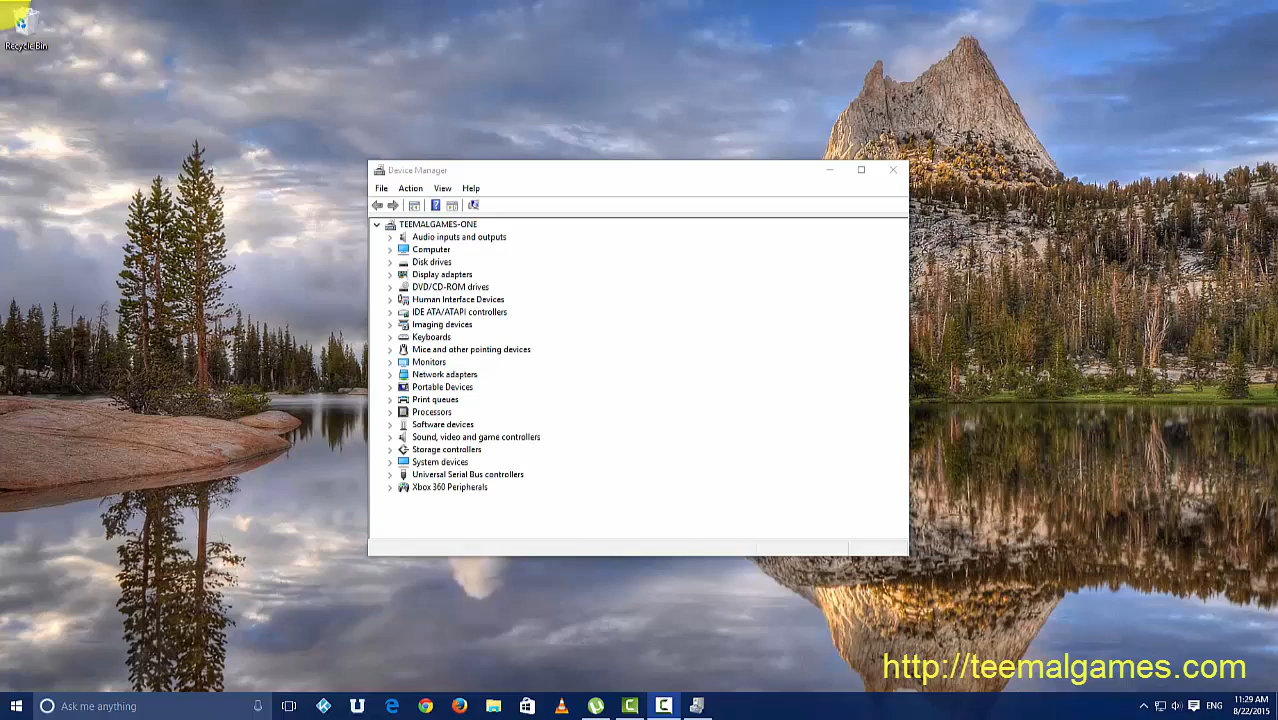 Recycle Bin
Device Manager
File Action View Help
TEEMALGAMES-ONE
Audio inputs and outputs
Computer
Disk drives
Display adapters
DVD/CD-ROM drives
Human Interface Devices
IDE ATA/ATAPI controllers
Imaging devices
Keyboards
Mice and other pointing devices
Monitors
Network adapters
Portable Devices
Print queues
Processors
Software devices
Sound, video and game controllers
Storage controllers
System devices
Universal Serial Bus controllers
Xbox 360 Peripherals
http://teemalgames.com
Ask me anything
ENG
11:29 AM
8/22/2015